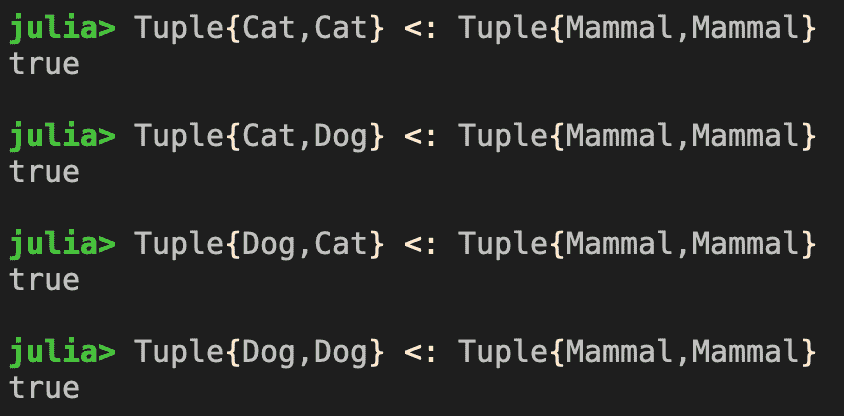 julia> Tuple{Cat,Cat} <: Tuple{Mammal,Mammal}
true
julia> Tuple{Cat,Dog} <: Tuple{Mammal,Mammal}
true
julia> Tuple{Dog,Cat} <: Tuple{Mammal,Mammal}
true
julia> Tuple{Dog,Dog} <: Tuple{Mammal,Mammal}
true